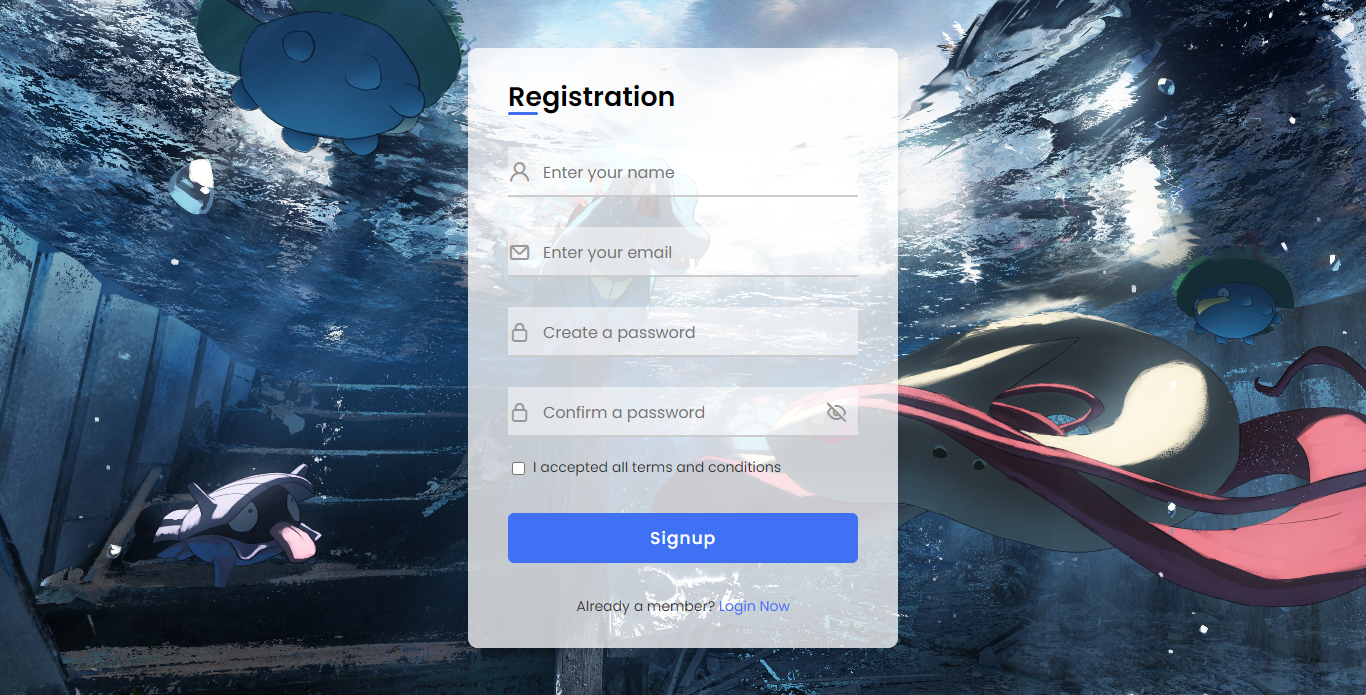 Registration
Enter your name
Enter your email
Create a password
Confirm a password
I accepted all terms and conditions
Signup
Already a member? Login Now